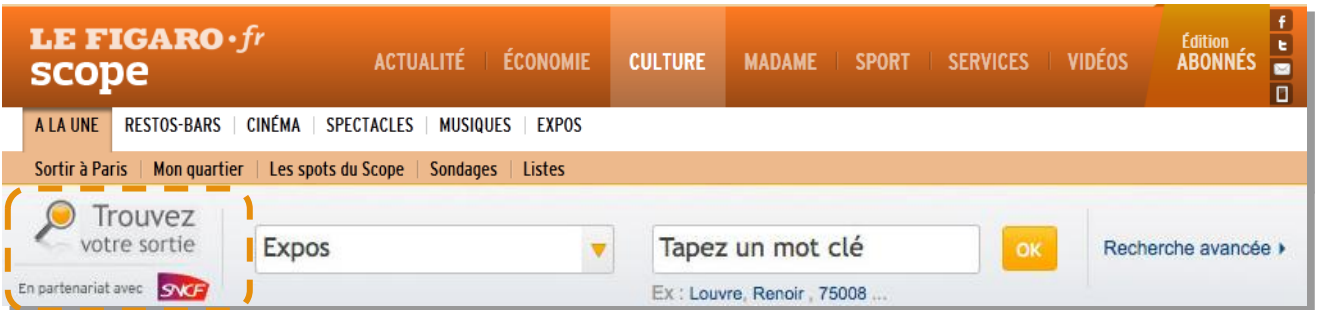 LE FIGARO·fr
scope
ACTUALITÉ ÉCONOMIE CULTURE MADAME SPORT SERVICES VIDÉOS
Édition
ABONNÉS
A LA UNE RESTOS-BARS CINÉMA SPECTACLES MUSIQUES EXPOS
Sortir à Paris Mon quartier Les spots du Scope Sondages Listes
Trouvez
votre sortie
En partenariat avec SNCF
Expos
Tapez un mot clé
OK
Recherche avancée
Ex : Louvre, Renoir , 75008 ...